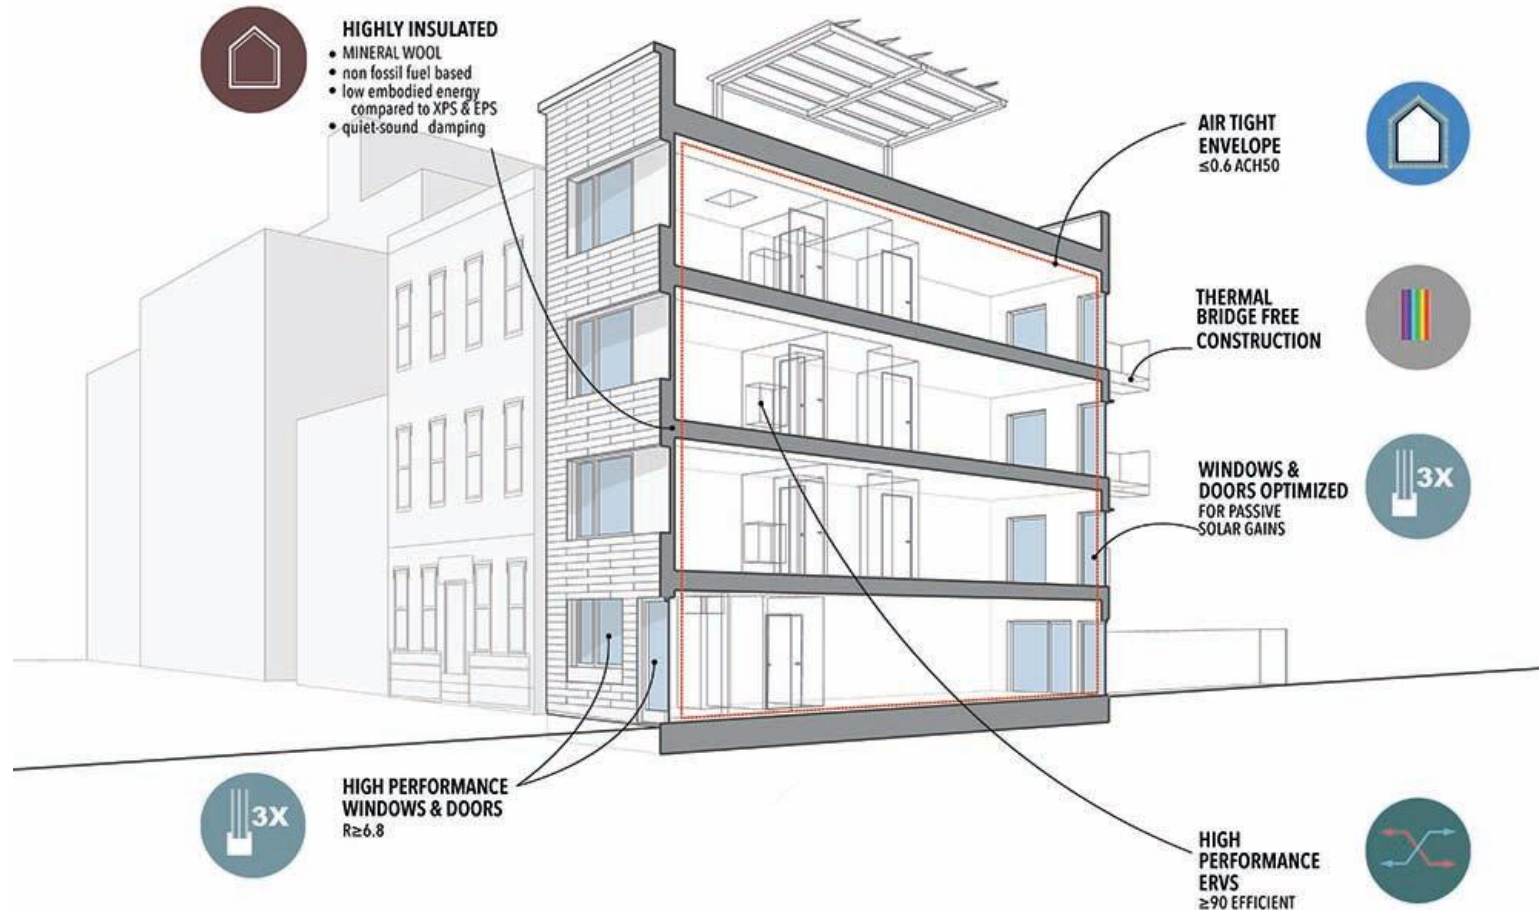 HIGHLY INSULATED
• MINERAL WOOL
• non fossil fuel based
• low embodied energy
compared to XPS & EPS
• quiet-sound damping
AIR TIGHT
ENVELOPE
≤0.6 ACH50
THERMAL
BRIDGE FREE
CONSTRUCTION
WINDOWS &
DOORS OPTIMIZED
FOR PASSIVE
SOLAR GAINS
3X
3X
HIGH PERFORMANCE
WINDOWS & DOORS
R≥6.8
HIGH
PERFORMANCE
ERVS
≥90 EFFICIENT